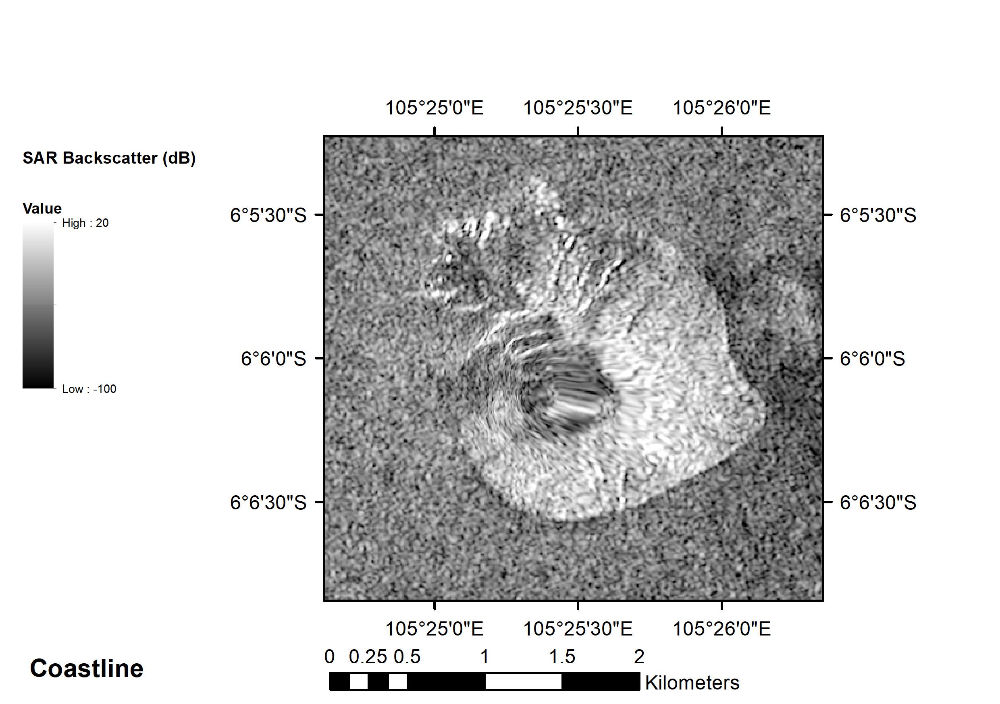 105°25'0"E 105°25'30"E 105°26'0"E
SAR Backscatter (dB)
Value
High : 20
Low : -100
6°5'30"S 6°5'30"S
6°6'0"S 6°6'0"S
6°6'30"S 6°6'30"S
105°25'0"E 105°25'30"E 105°26'0"E
0 0.25 0.5 1 1.5 2
Kilometers
Coastline